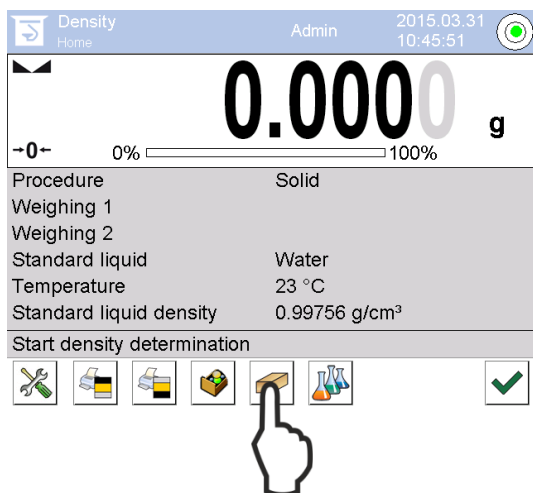 Density
Home
Admin
2015.03.31
10:45:51
0.0000 g
→0←
0% 100%
Procedure Solid
Weighing 1
Weighing 2
Standard liquid Water
Temperature 23 °C
Standard liquid density 0.99756 g/cm³
Start density determination